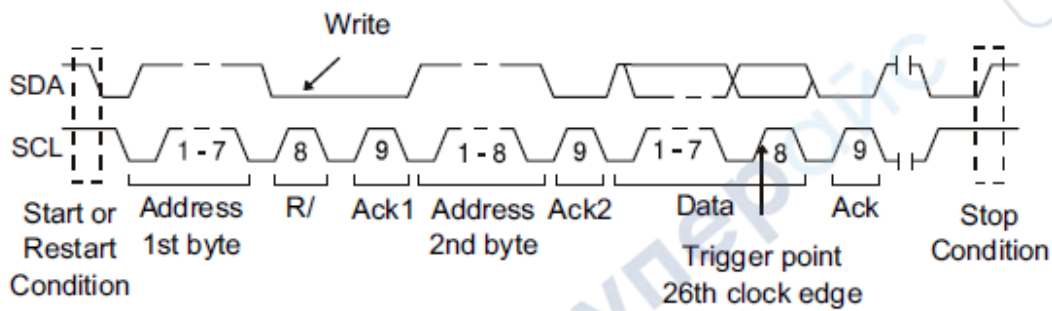 Write
SDA
SCL
1 - 7
8
9
1 - 8
9
1 - 7
8
9
Start or
Restart
Condition
Address
1st byte
R/
Ack1
Address
2nd byte
Ack2
Data
Ack
Stop
Condition
Trigger point
26th clock edge